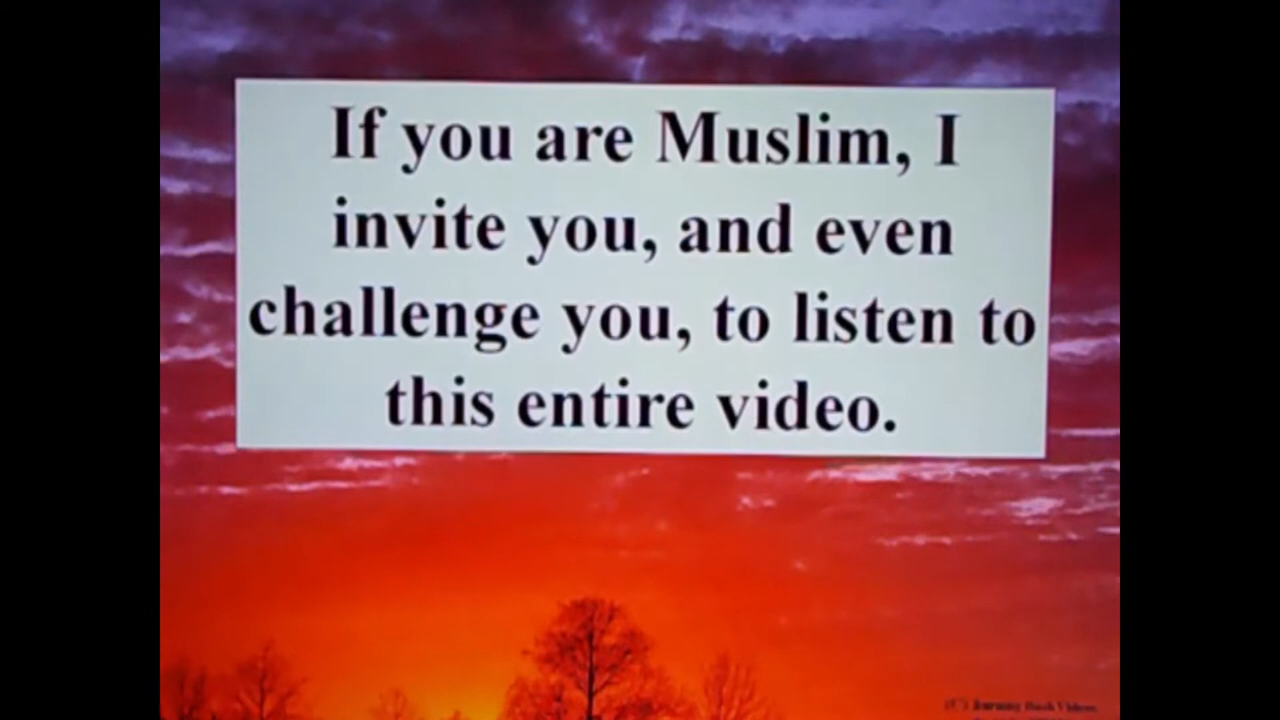 If you are Muslim, I
invite you, and even
challenge you, to listen to
this entire video.